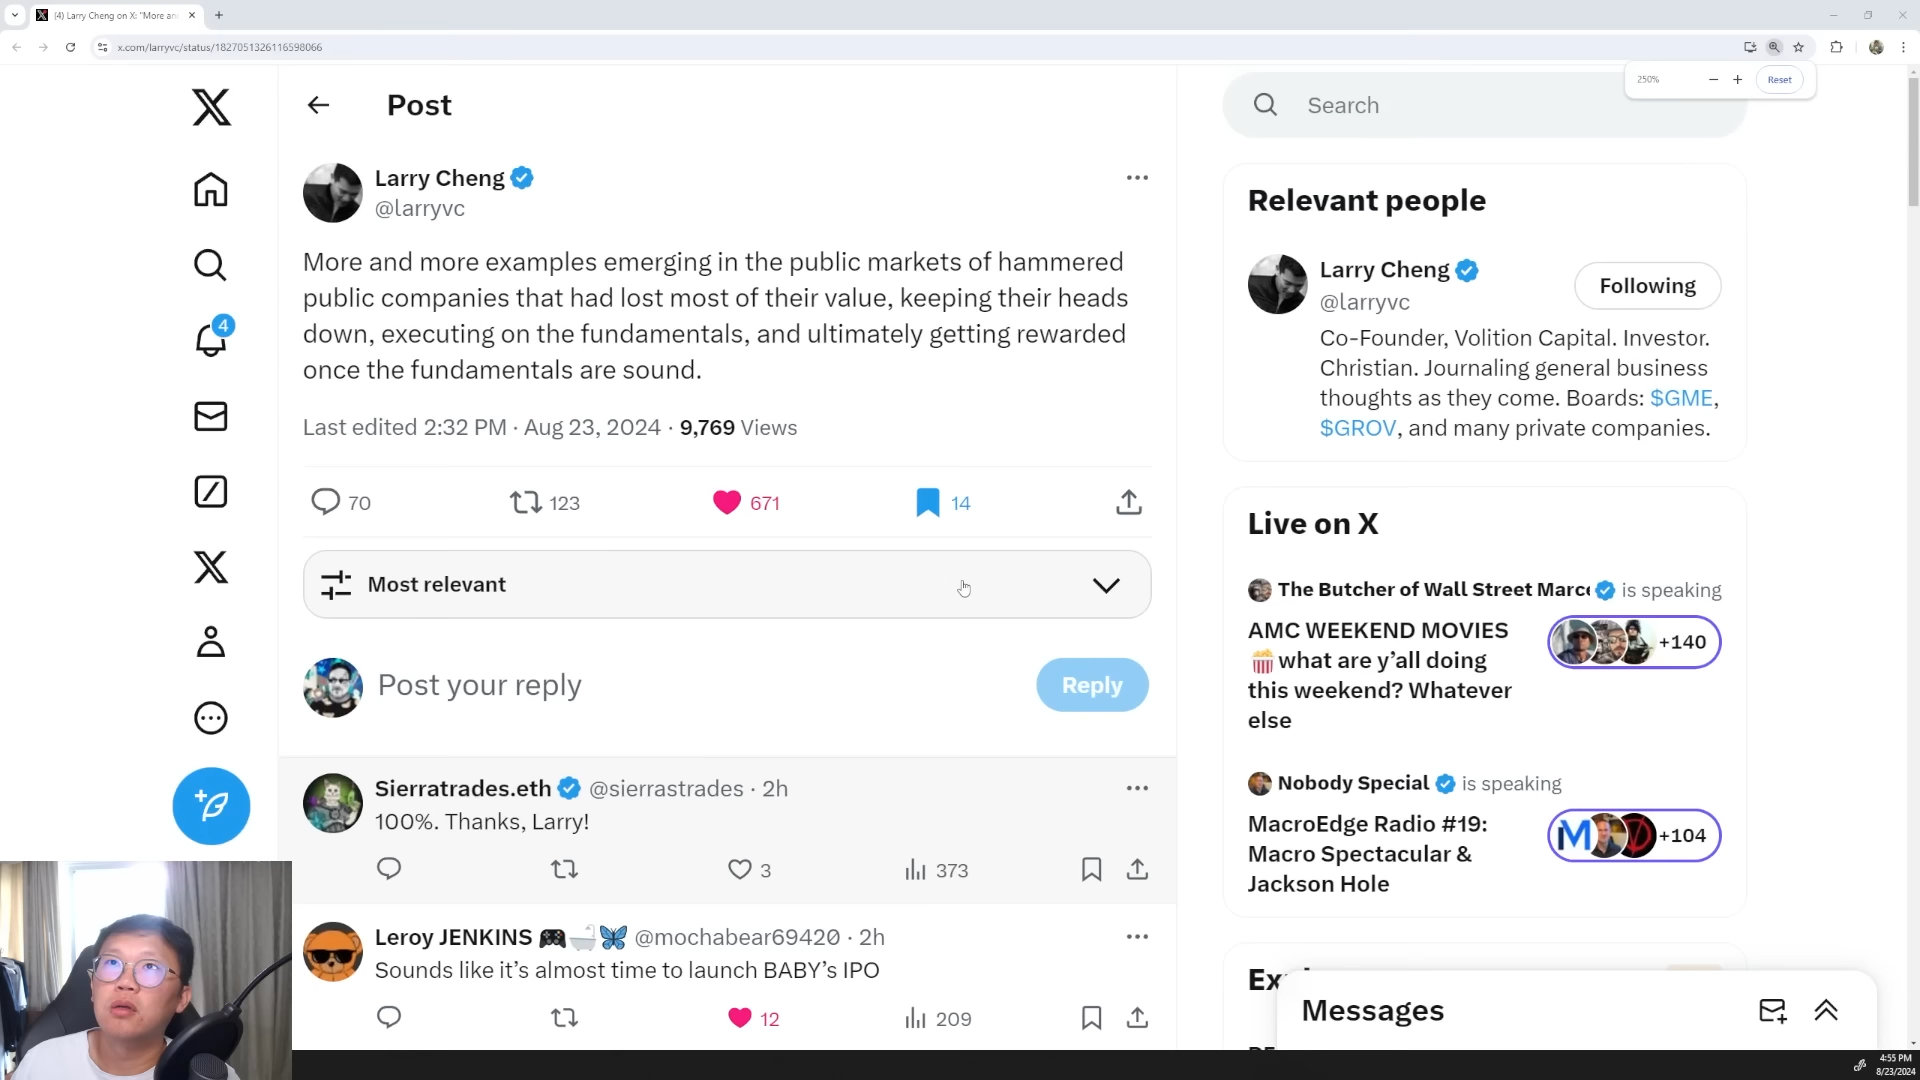 (4) Larry Cheng on X: "More an
x.com/larryvc/status/1827051326116598066
250%
Reset
Post
Search
Larry Cheng
@larryvc
More and more examples emerging in the public markets of hammered
public companies that had lost most of their value, keeping their heads
down, executing on the fundamentals, and ultimately getting rewarded
once the fundamentals are sound.
Last edited 2:32 PM · Aug 23, 2024 · 9,769 Views
70 123 671 14
Most relevant
Post your reply
Reply
Sierratrades.eth @sierrastrades · 2h
100%. Thanks, Larry!
3 373
Leroy JENKINS @mochabear69420 · 2h
Sounds like it's almost time to launch BABY's IPO
12 209
4
Relevant people
Larry Cheng
@larryvc
Following
Co-Founder, Volition Capital. Investor.
Christian. Journaling general business
thoughts as they come. Boards: $GME,
$GROV, and many private companies.
Live on X
The Butcher of Wall Street Marc is speaking
AMC WEEKEND MOVIES
what are y'all doing
this weekend? Whatever
else
+140
Nobody Special is speaking
MacroEdge Radio #19:
Macro Spectacular &
Jackson Hole
+104
Messages
4:55 PM
8/23/2024